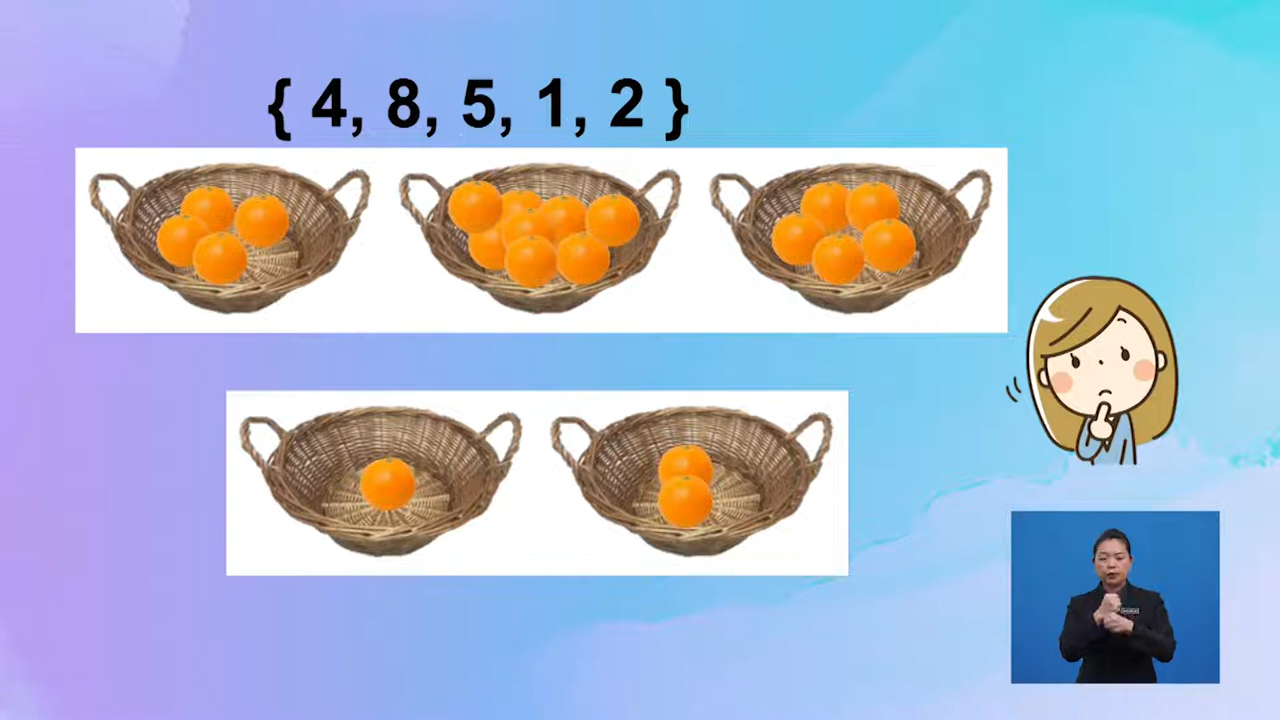 { 4, 8, 5, 1, 2 }